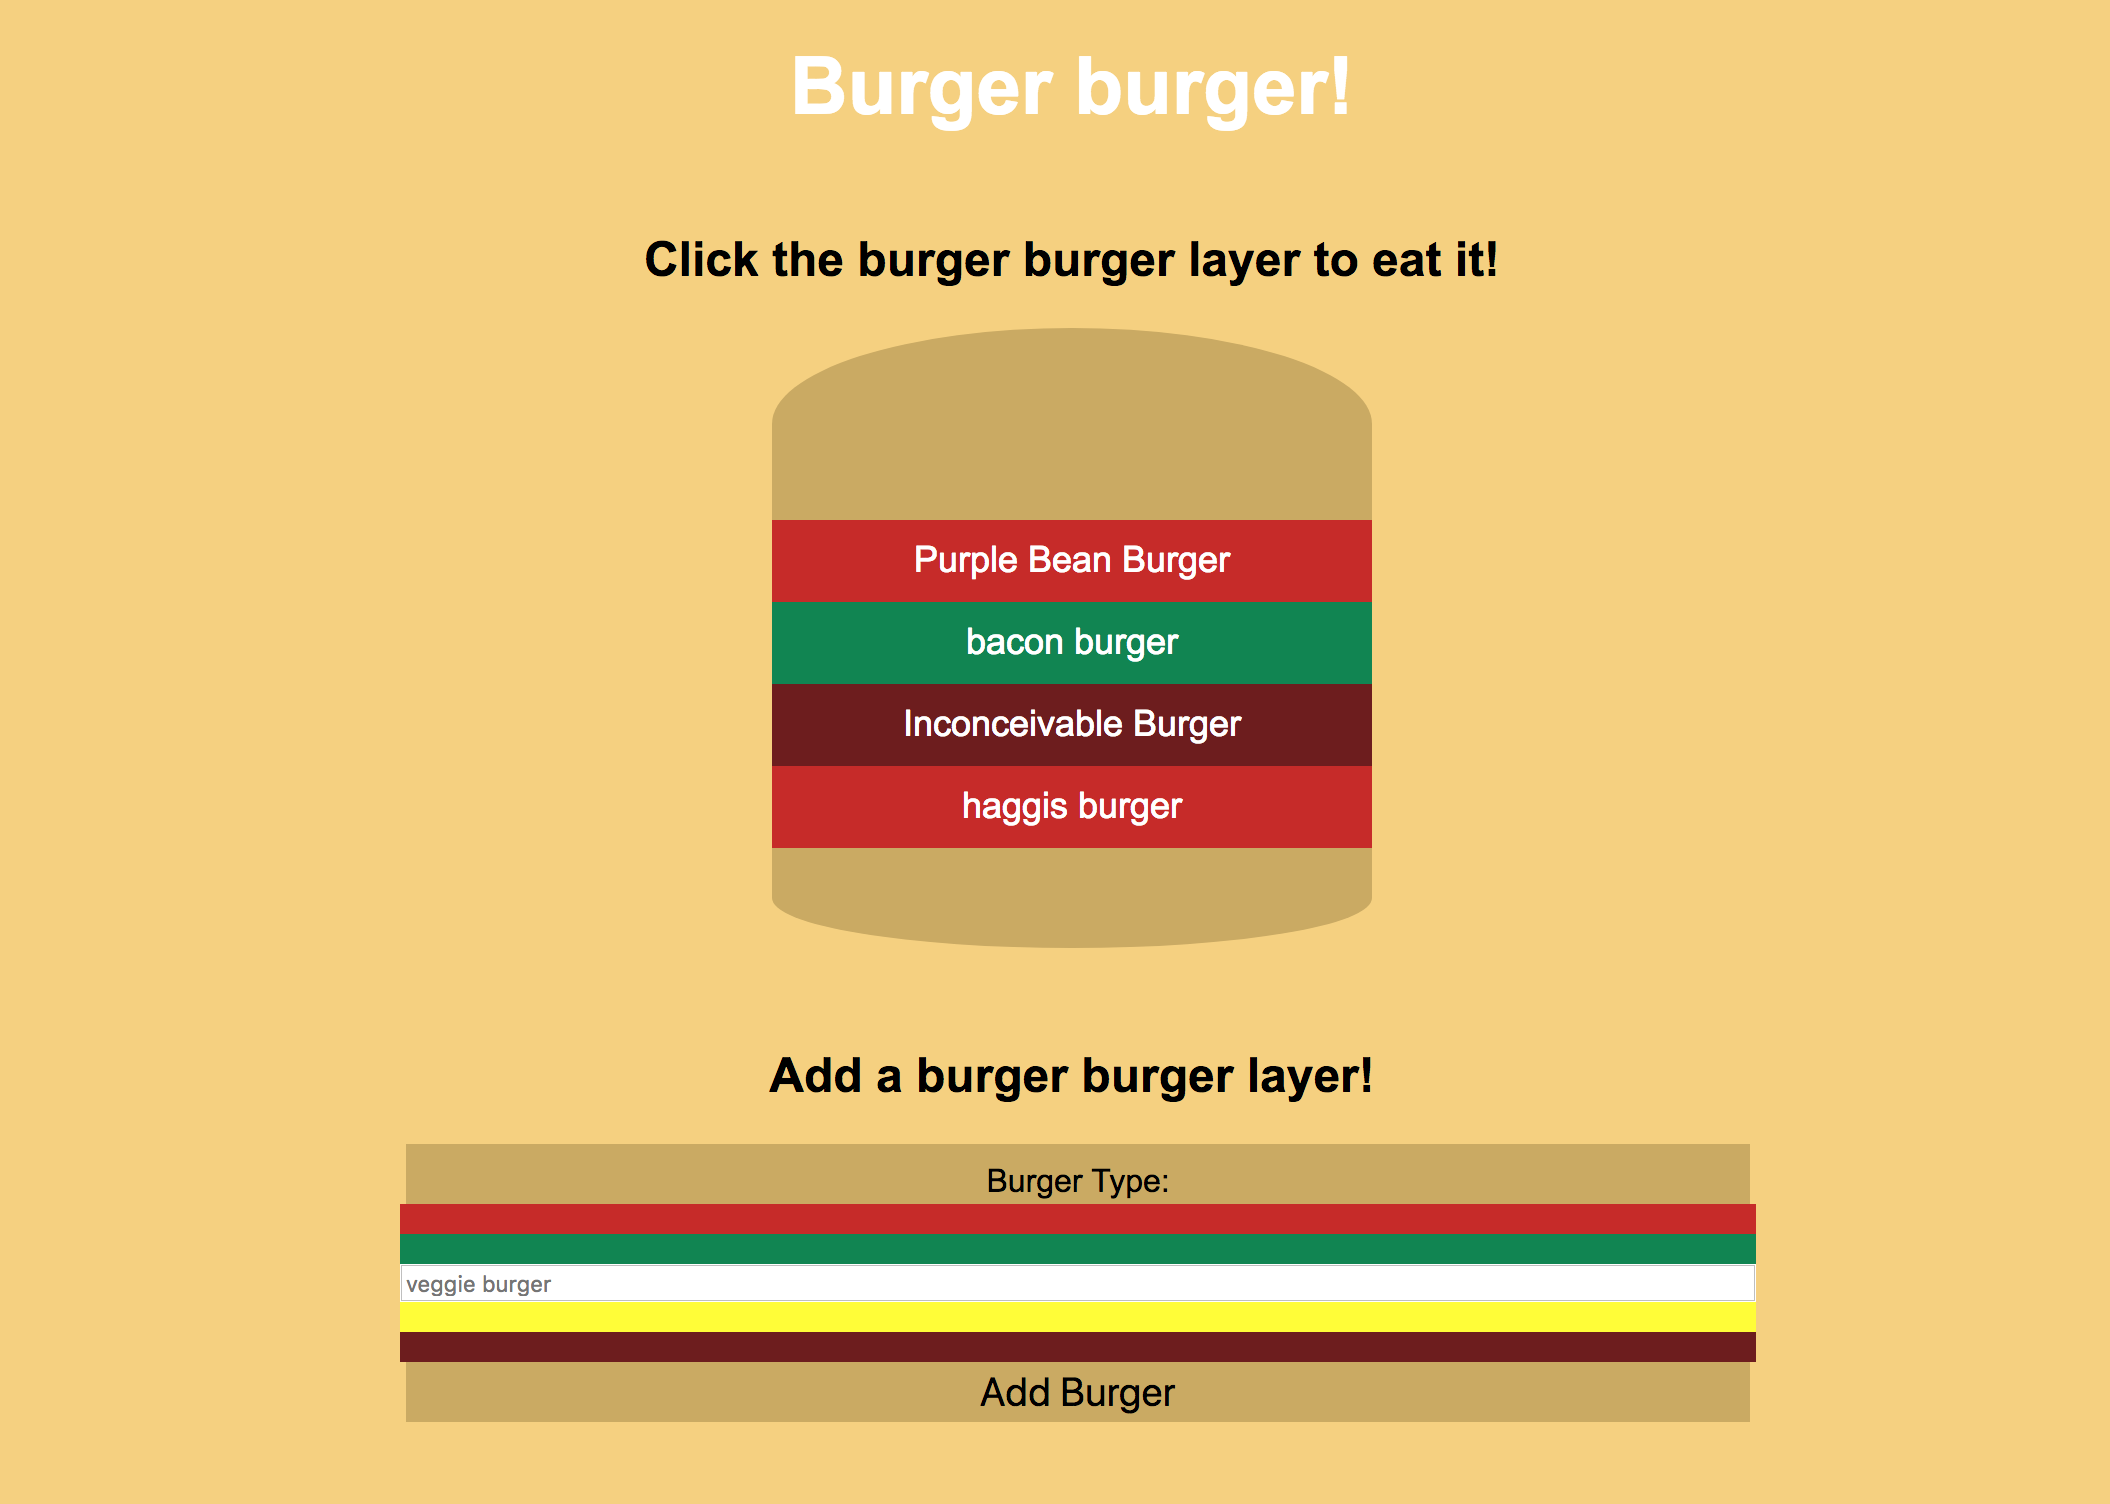 Burger burger!
Click the burger burger layer to eat it!
Purple Bean Burger
bacon burger
Inconceivable Burger
haggis burger
Add a burger burger layer!
Burger Type:
veggie burger
Add Burger